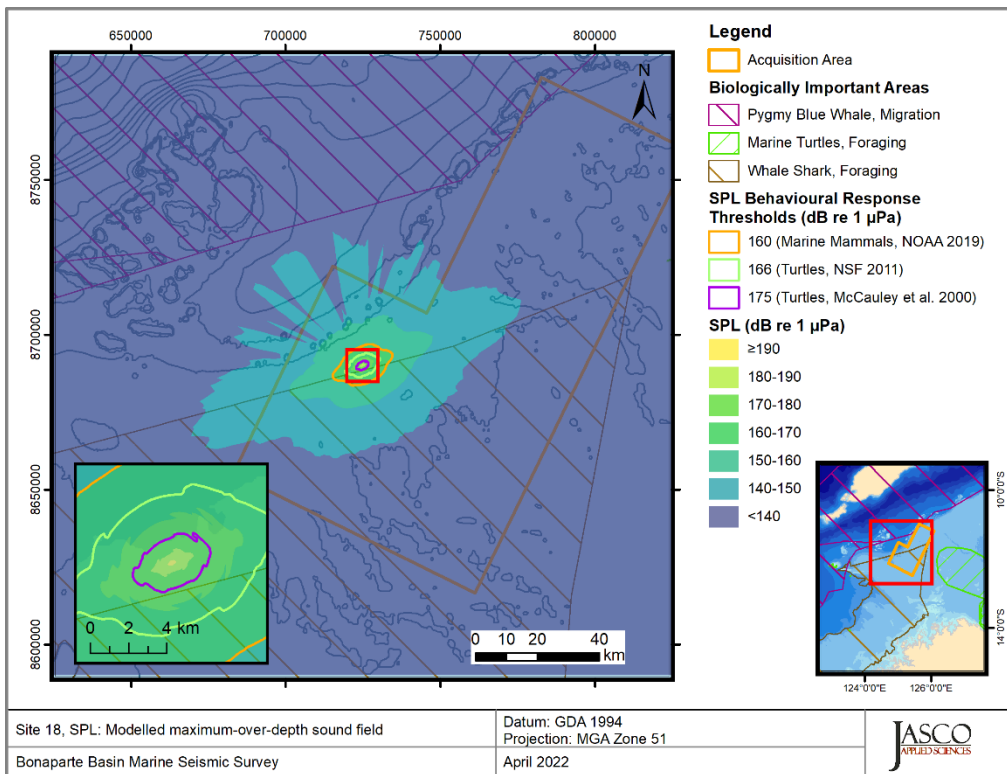 650000 700000 750000 800000
N
8750000
8700000
8650000
8600000
0 2 4 km
0 10 20 40
km
Legend
Acquisition Area
Biologically Important Areas
Pygmy Blue Whale, Migration
Marine Turtles, Foraging
Whale Shark, Foraging
SPL Behavioural Response
Thresholds (dB re 1 µPa)
160 (Marine Mammals, NOAA 2019)
166 (Turtles, NSF 2011)
175 (Turtles, McCauley et al. 2000)
SPL (dB re 1 µPa)
≥190
180-190
170-180
160-170
150-160
140-150
<140
10°0'S
14°0'S
124°0'0"E 126°0'0"E
Site 18, SPL: Modelled maximum-over-depth sound field
Datum: GDA 1994
Projection: MGA Zone 51
Bonaparte Basin Marine Seismic Survey
April 2022
JASCO
APPLIED SCIENCES